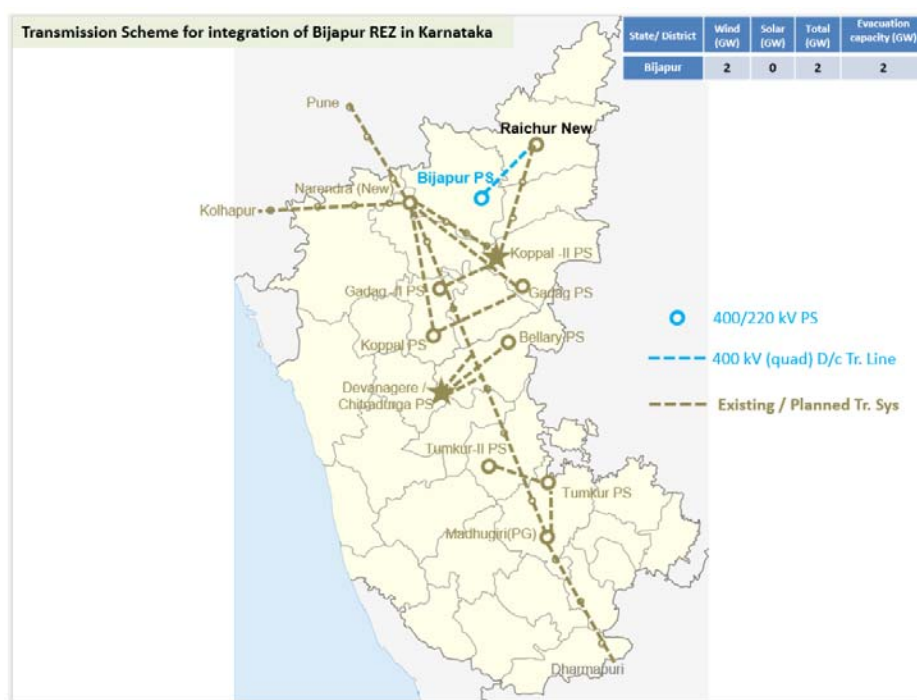 Transmission Scheme for integration of Bijapur REZ in Karnataka
State/ District Wind (GW) Solar (GW) Total (GW) Evacuation capacity (GW)
Bijapur 2 0 2 2
Pune
Raichur New
Bijapur PS
Narendra (New)
Kolhapur
Koppal -II PS
Gadag -II PS
Gadag PS
400/220 kV PS
Koppal PS
Bellary PS
400 kV (quad) D/c Tr. Line
Devanagere /
Chitradurga PS
Existing / Planned Tr. Sys
Tumkur-II PS
Tumkur PS
Madhugiri(PG)
Dharmapuri